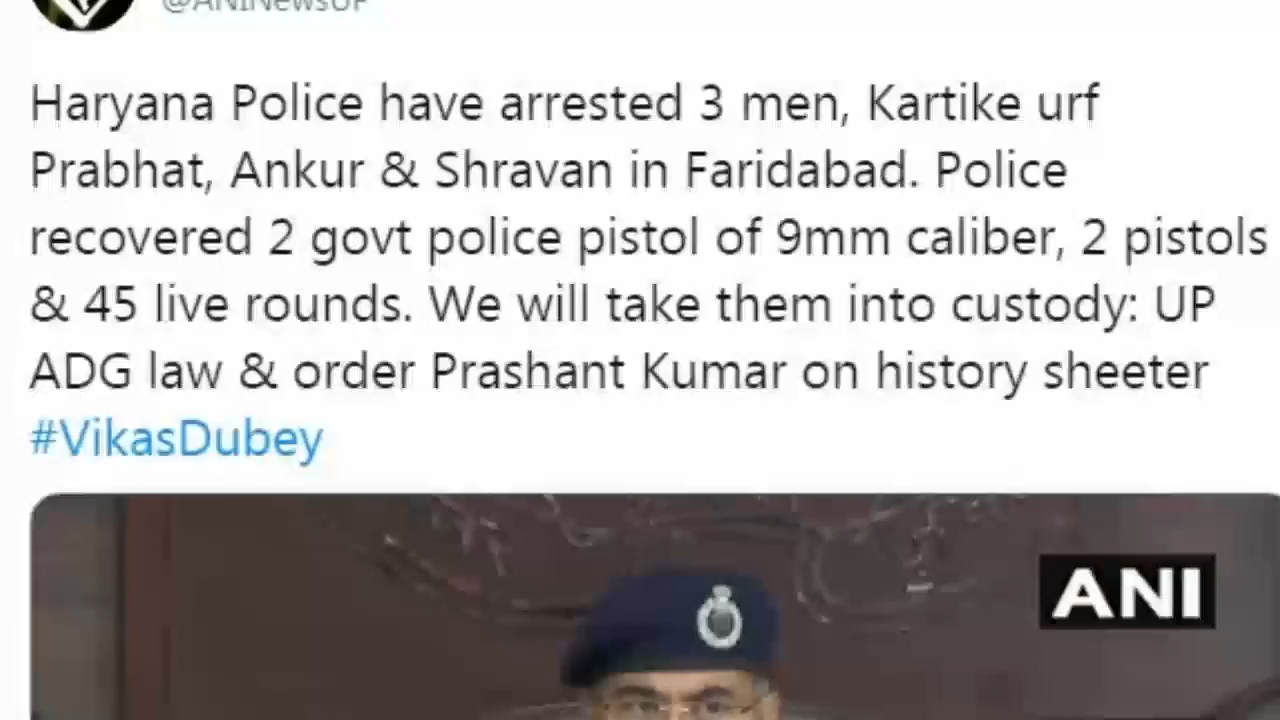 @ANINewsUP
Haryana Police have arrested 3 men, Kartike urf
Prabhat, Ankur & Shravan in Faridabad. Police
recovered 2 govt police pistol of 9mm caliber, 2 pistols
& 45 live rounds. We will take them into custody: UP
ADG law & order Prashant Kumar on history sheeter
#VikasDubey
ANI